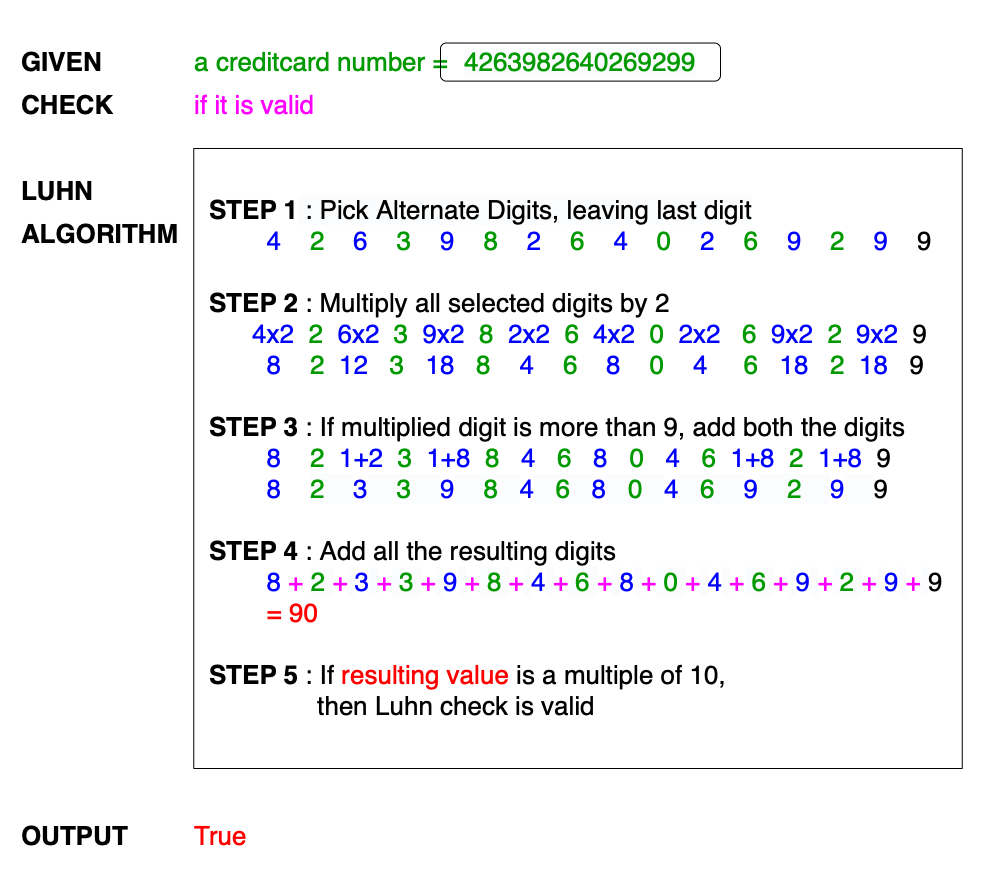 GIVEN a creditcard number = 4263982640269299
CHECK if it is valid
LUHN
ALGORITHM
STEP 1 : Pick Alternate Digits, leaving last digit
4 2 6 3 9 8 2 6 4 0 2 6 9 2 9 9
STEP 2 : Multiply all selected digits by 2
4x2 2 6x2 3 9x2 8 2x2 6 4x2 0 2x2 6 9x2 2 9x2 9
8 2 12 3 18 8 4 6 8 0 4 6 18 2 18 9
STEP 3 : If multiplied digit is more than 9, add both the digits
8 2 1+2 3 1+8 8 4 6 8 0 4 6 1+8 2 1+8 9
8 2 3 3 9 8 4 6 8 0 4 6 9 2 9 9
STEP 4 : Add all the resulting digits
8 + 2 + 3 + 3 + 9 + 8 + 4 + 6 + 8 + 0 + 4 + 6 + 9 + 2 + 9 + 9
= 90
STEP 5 : If resulting value is a multiple of 10,
then Luhn check is valid
OUTPUT True